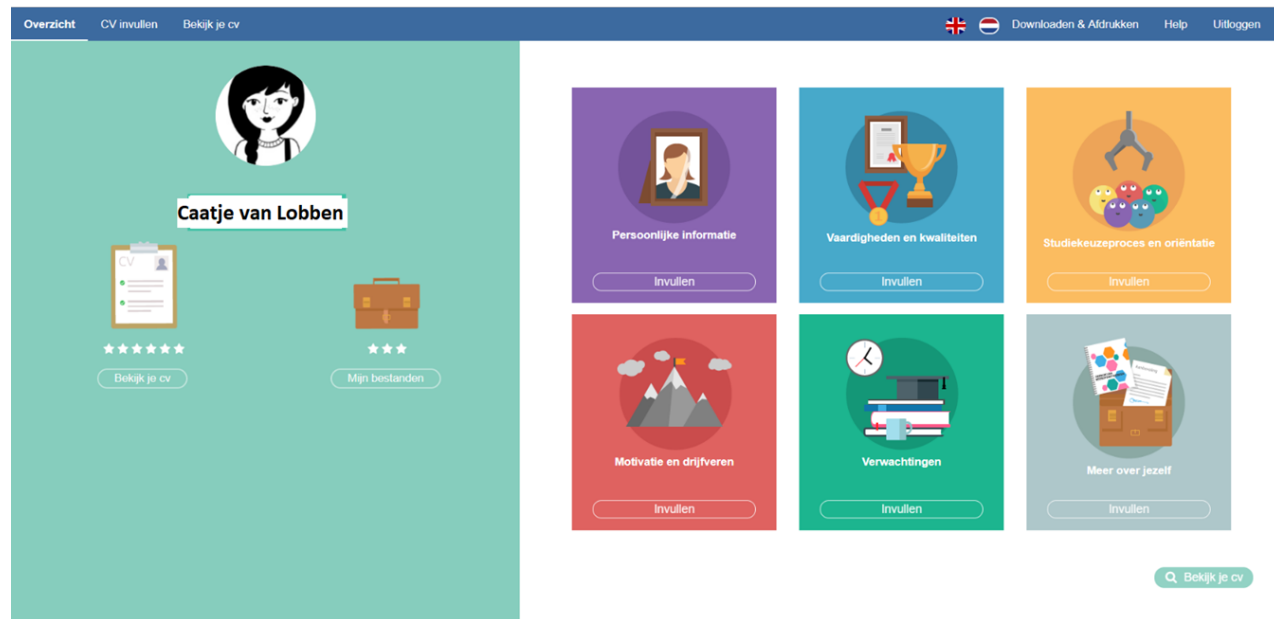 Overzicht CV invullen Bekijk je cv Downloaden & Afdrukken Help Uitloggen
Caatje van Lobben
CV
Bekijk je cv
Mijn bestanden
Persoonlijke informatie
Invullen
Vaardigheden en kwaliteiten
Invullen
Studiekeuzeproces en oriëntatie
Invullen
Motivatie en drijfveren
Invullen
Verwachtingen
Invullen
Meer over jezelf
Invullen
Bekijk je cv